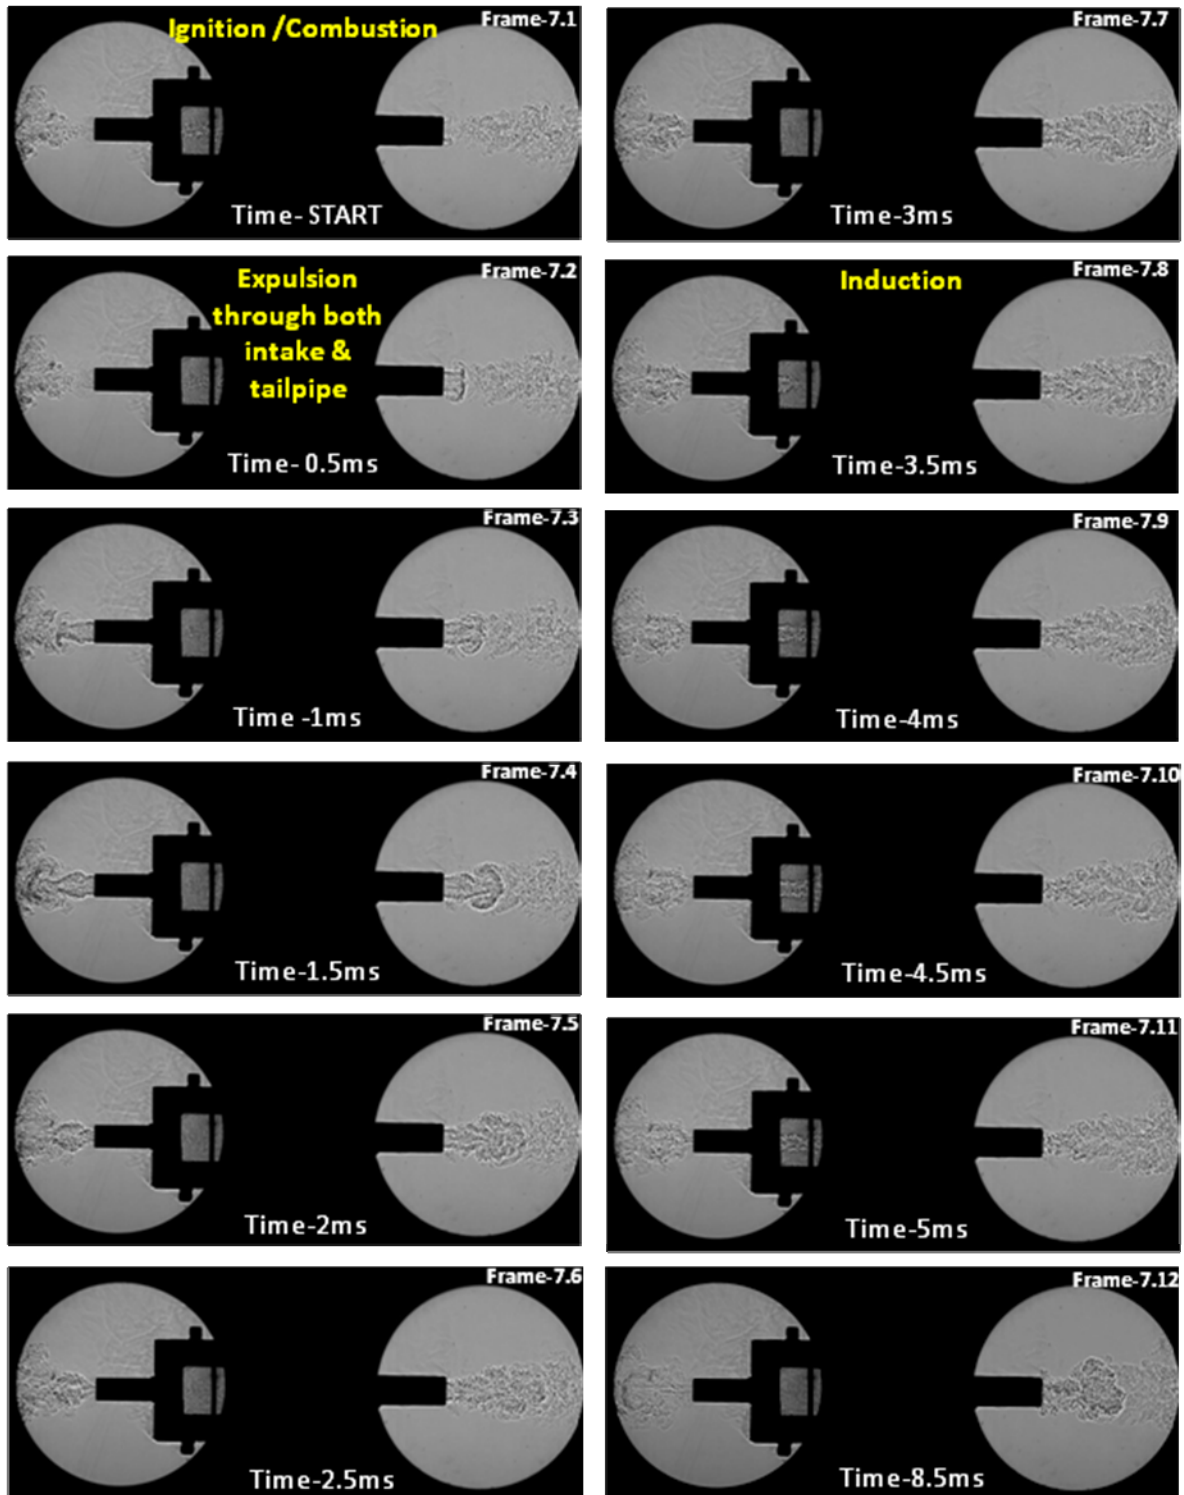 Ignition /Combustion
Frame-7.1
Time- START
Expulsion
through both
intake &
tailpipe
Frame-7.2
Time- 0.5ms
Frame-7.3
Time -1ms
Frame-7.4
Time-1.5ms
Frame-7.5
Time-2ms
Frame-7.6
Time-2.5ms
Frame-7.7
Time-3ms
Induction
Frame-7.8
Time-3.5ms
Frame-7.9
Time-4ms
Frame-7.10
Time-4.5ms
Frame-7.11
Time-5ms
Frame-7.12
Time-8.5ms